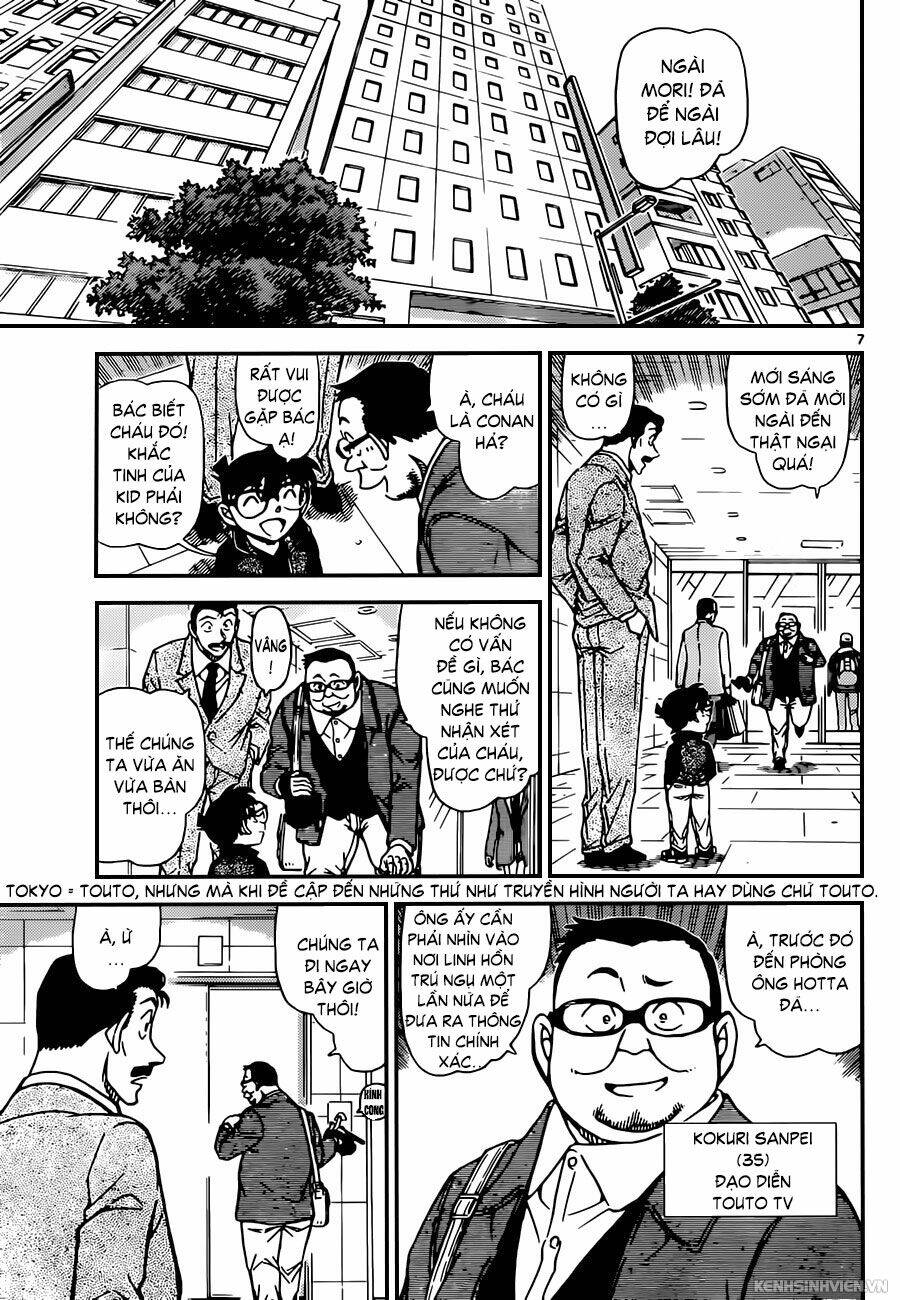 NGÀI
MORI! ĐÃ
ĐỂ NGÀI
ĐỢI LÂU!
7
MỚI SÁNG
SỚM ĐÃ MỜI
NGÀI ĐẾN
THẬT NGẠI
QUÁ!
KHÔNG
CÓ GÌ
...
À, CHÁU
LÀ CONAN
HẢ?
RẤT VUI
ĐƯỢC
GẶP BÁC
Ạ!
BÁC BIẾT
CHÁU ĐÓ! KHẮC
TINH CỦA
KID PHẢI
KHÔNG?
NẾU KHÔNG
CÓ VẤN
ĐỀ GÌ, BÁC
CŨNG MUỐN
NGHE THỬ
NHẬN XÉT
CỦA CHÁU,
ĐƯỢC CHỨ?
VÂNG
!
THẾ CHÚNG
TA VỪA ĂN
VỪA BÀN
THÔI...
TOKYO = TOUTO, NHƯNG MÀ KHI ĐỀ CẬP ĐẾN NHỮNG THỨ NHƯ TRUYỀN HÌNH NGƯỜI TA HAY DÙNG CHỮ TOUTO.
À, TRƯỚC ĐÓ
ĐẾN PHÒNG
ÔNG HOTTA
ĐÃ...
ÔNG ẤY CẦN
PHẢI NHÌN VÀO
NƠI LINH HỒN
TRÚ NGỤ MỘT
LẦN NỮA ĐỂ
ĐƯA RA THÔNG
TIN CHÍNH
XÁC...
KOKURI SANPEI
(35)
ĐẠO DIỄN
TOUTO TV
CHÚNG TA
ĐI NGAY
BÂY GIỜ
THÔI!
KÍNH
CONG
À, Ừ
...
KENHSINHVIEN.VN